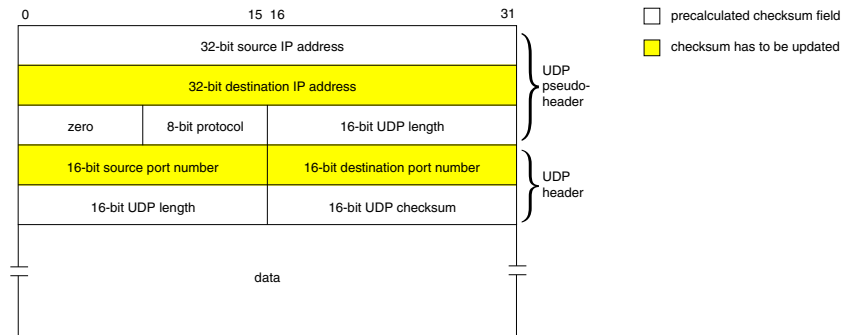 0 15 16 31
32-bit source IP address
32-bit destination IP address
zero 8-bit protocol 16-bit UDP length
UDP
pseudo-
header
16-bit source port number 16-bit destination port number
16-bit UDP length 16-bit UDP checksum
UDP
header
data
precalculated checksum field
checksum has to be updated